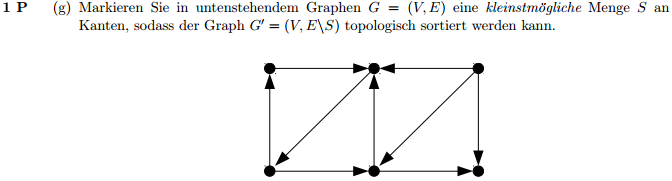 1 P (g) Markieren Sie in untenstehendem Graphen G = (V, E) eine kleinstmögliche Menge S an
Kanten, sodass der Graph G′ = (V, E\S) topologisch sortiert werden kann.